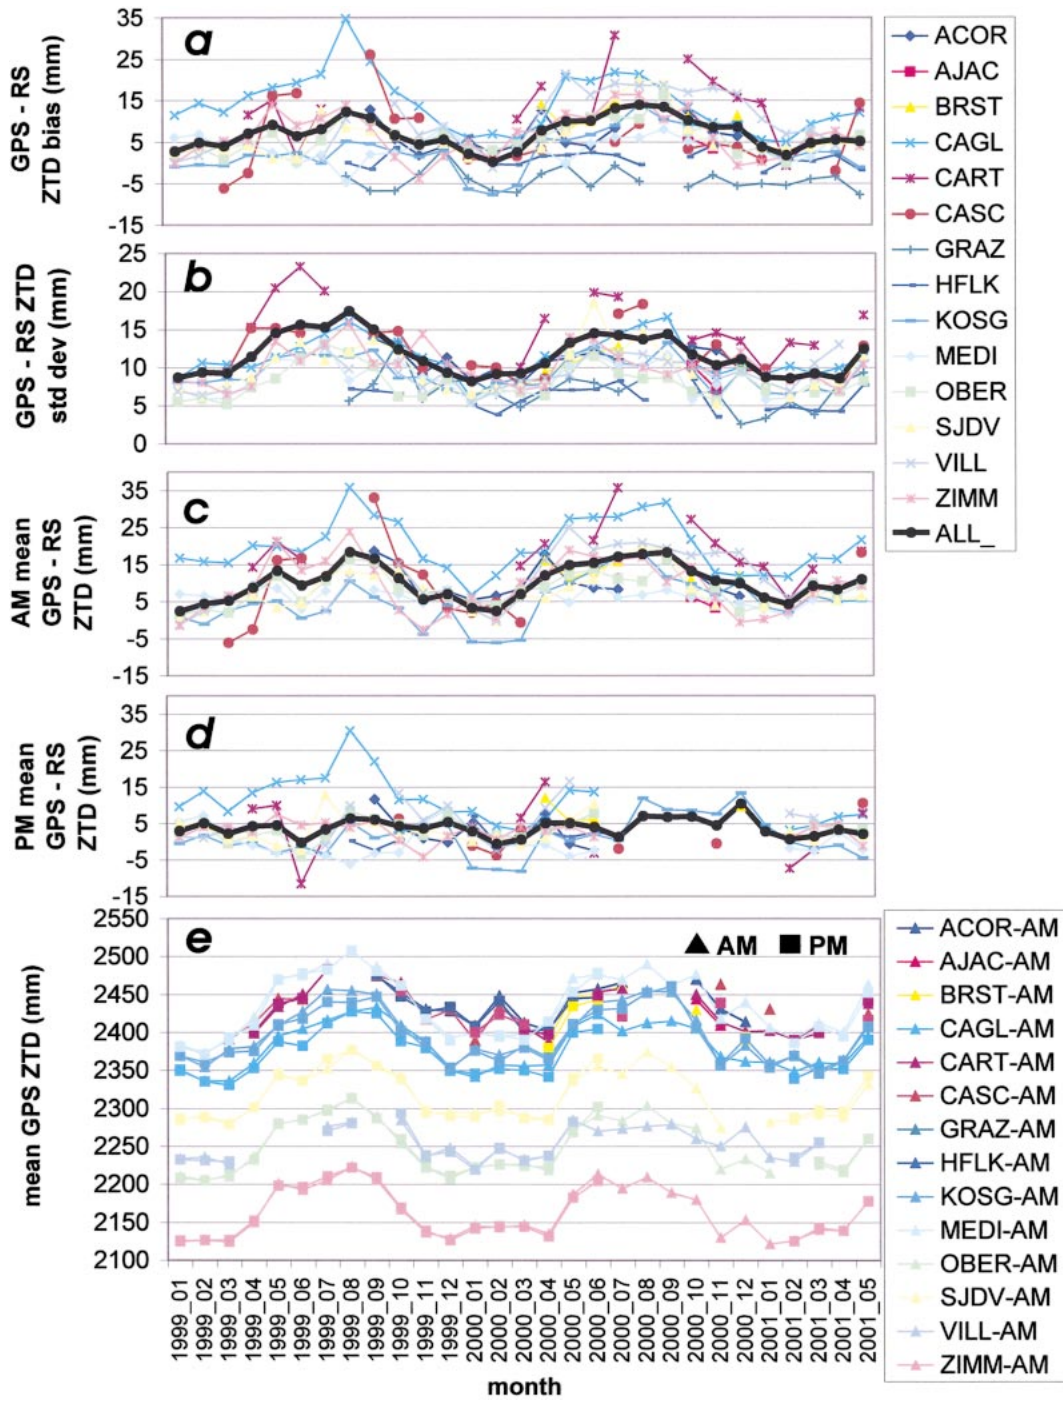 a
GPS - RS
ZTD bias (mm)
35
25
15
5
-5
-15
b
GPS - RS ZTD
std dev (mm)
25
20
15
10
5
0
c
AM mean
GPS - RS
ZTD (mm)
35
25
15
5
-5
-15
d
PM mean
GPS - RS
ZTD (mm)
35
25
15
5
-5
-15
ACOR
AJAC
BRST
CAGL
CART
CASC
GRAZ
HFLK
KOSG
MEDI
OBER
SJDV
VILL
ZIMM
ALL_
e
AM PM
mean GPS ZTD (mm)
2550
2500
2450
2400
2350
2300
2250
2200
2150
2100
1999_01
1999_02
1999_03
1999_04
1999_05
1999_06
1999_07
1999_08
1999_09
1999_10
1999_11
1999_12
2000_01
2000_02
2000_03
2000_04
2000_05
2000_06
2000_07
2000_08
2000_09
2000_10
2000_11
2000_12
2001_01
2001_02
2001_03
2001_04
2001_05
month
ACOR-AM
AJAC-AM
BRST-AM
CAGL-AM
CART-AM
CASC-AM
GRAZ-AM
HFLK-AM
KOSG-AM
MEDI-AM
OBER-AM
SJDV-AM
VILL-AM
ZIMM-AM